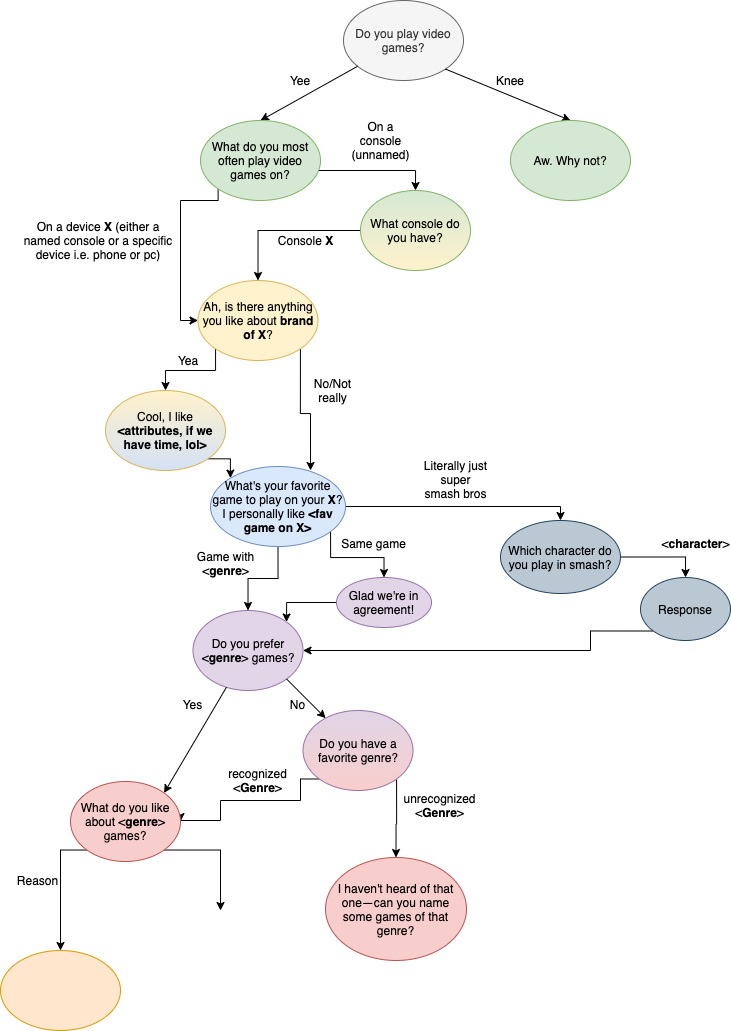 Do you play video
games?
Yee
Knee
What do you most
often play video
games on?
On a
console
(unnamed)
Aw. Why not?
On a device X (either a
named console or a specific
device i.e. phone or pc)
What console do
you have?
Console X
Ah, is there anything
you like about brand
of X?
Yea
No/Not
really
Cool, I like
<attributes, if we
have time, lol>
What's your favorite
game to play on your X?
I personally like <fav
game on X>
Literally just
super
smash bros
Which character do
you play in smash?
<character>
Response
Game with
<genre>
Same game
Glad we're in
agreement!
Do you prefer
<genre> games?
Yes
No
Do you have a
favorite genre?
recognized
<Genre>
unrecognized
<Genre>
What do you like
about <genre>
games?
Reason
I haven't heard of that
one—can you name
some games of that
genre?